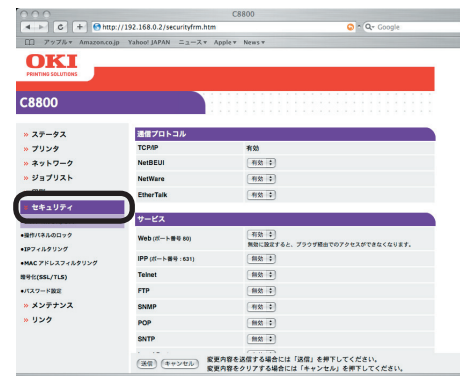 C8800
http://192.168.0.2/securityfrm.htm
Q- Google
アップル Amazon.co.jp Yahoo! JAPAN ニュース Apple News
OKI
PRINTING SOLUTIONS
C8800
» ステータス
» プリンタ
» ネットワーク
» ジョブリスト
» セキュリティ
•操作パネルのロック
•IPフィルタリング
•MAC アドレスフィルタリング
暗号化(SSL/TLS)
•パスワード設定
» メンテナンス
» リンク
通信プロトコル
TCP/IP 有効
NetBEUI 有効
NetWare 有効
EtherTalk 有効
サービス
Web (ポート番号 80) 有効
無効に設定すると、ブラウザ経由でのアクセスができなくなります。
IPP (ポート番号 : 631) 無効
Telnet 無効
FTP 無効
SNMP 有効
POP 無効
SNTP 無効
送信 キャンセル
変更内容を送信する場合には「送信」を押下してください。
変更内容をクリアする場合には「キャンセル」を押下してください。